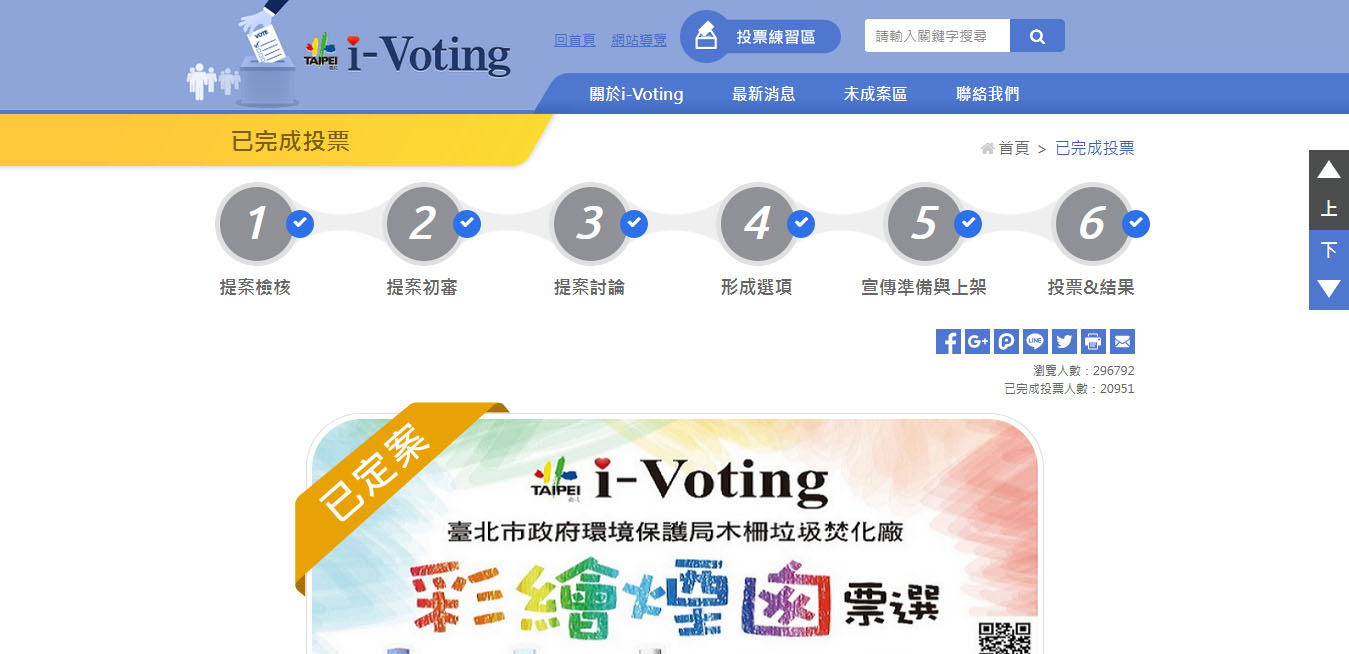 VOTE
TAIPEI
i-Voting
回首頁
網站導覽
投票練習區
請輸入關鍵字搜尋
關於i-Voting
最新消息
未成案區
聯絡我們
已完成投票
首頁 > 已完成投票
上
下
1
2
3
4
5
6
提案檢核
提案初審
提案討論
形成選項
宣傳準備與上架
投票&結果
G+
LINE
瀏覽人數：296792
已完成投票人數：20951
已定案
TAIPEI
i-Voting
臺北市政府環境保護局木柵垃圾焚化廠
彩繪煙囪票選